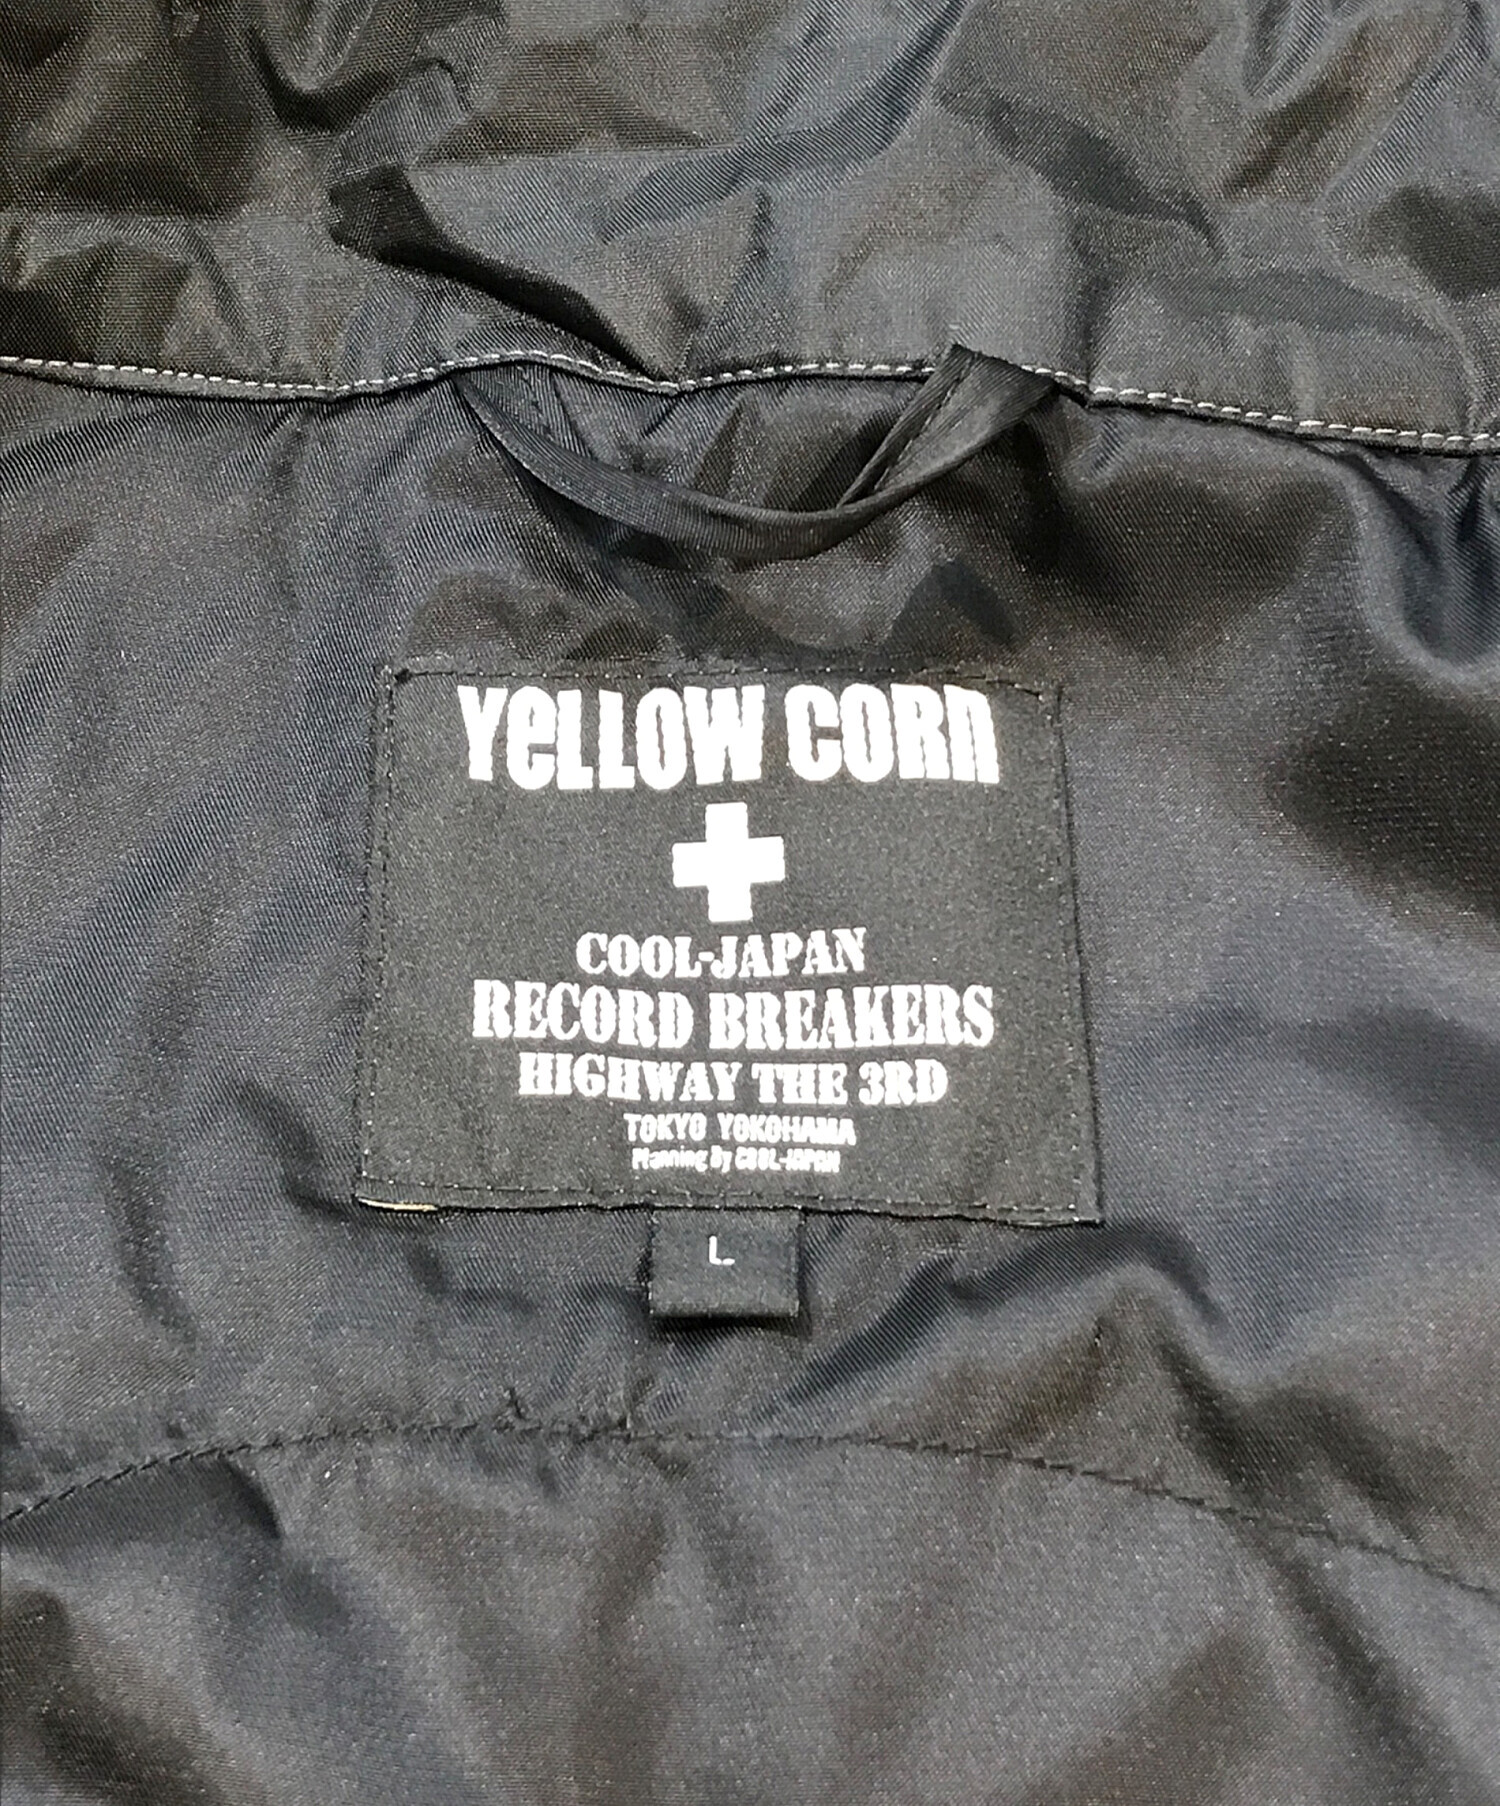 YeLLOW CORn
COOL-JAPAN
RECORD BREAKERS
HIGHWAY THE 3RD
TOKYO YOKOHAMA
Planning By COOL-JAPAN
L